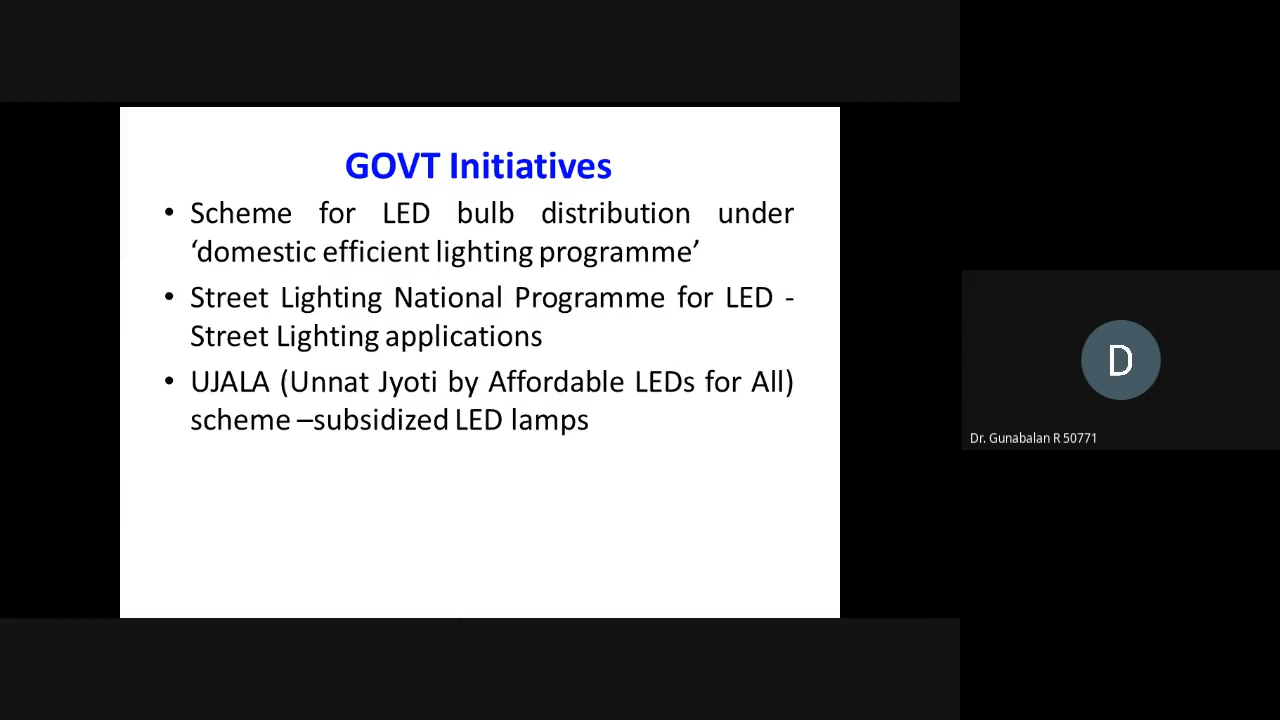 GOVT Initiatives
• Scheme for LED bulb distribution under
‘domestic efficient lighting programme’
• Street Lighting National Programme for LED -
Street Lighting applications
• UJALA (Unnat Jyoti by Affordable LEDs for All)
scheme –subsidized LED lamps
D
Dr. Gunabalan R 50771